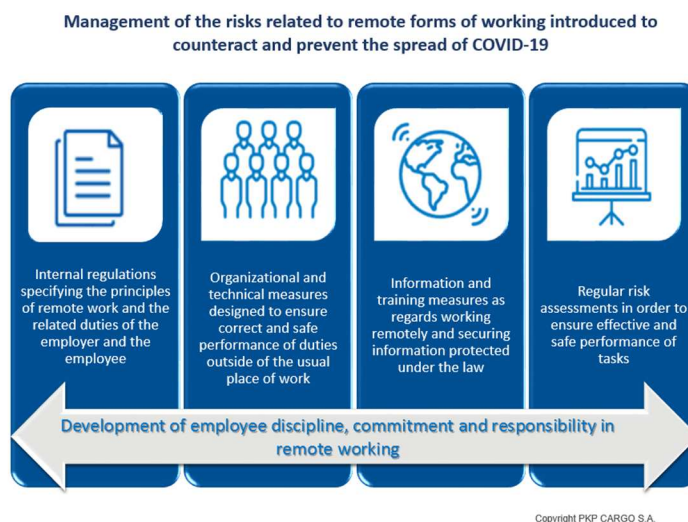 Management of the risks related to remote forms of working introduced to
counteract and prevent the spread of COVID-19
Internal regulations
specifying the principles
of remote work and the
related duties of the
employer and the
employee
Organizational and
technical measures
designed to ensure
correct and safe
performance of duties
outside of the usual
place of work
Information and
training measures as
regards working
remotely and securing
information protected
under the law
Regular risk
assessments in order to
ensure effective and
safe performance of
tasks
Development of employee discipline, commitment and responsibility in
remote working
Copyright PKP CARGO S.A.